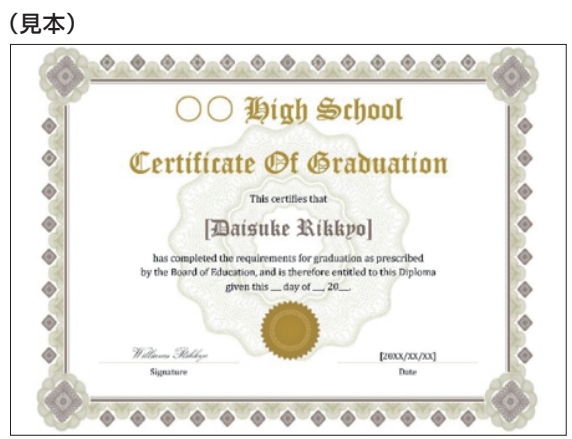 （見本）
○○ High School
Certificate Of Graduation
This certifies that
[Daisuke Rikkyo]
has completed the requirements for graduation as prescribed
by the Board of Education, and is therefore entitled to this Diploma
given this __ day of __, 20__.
[20XX/XX/XX]
Signature
Date